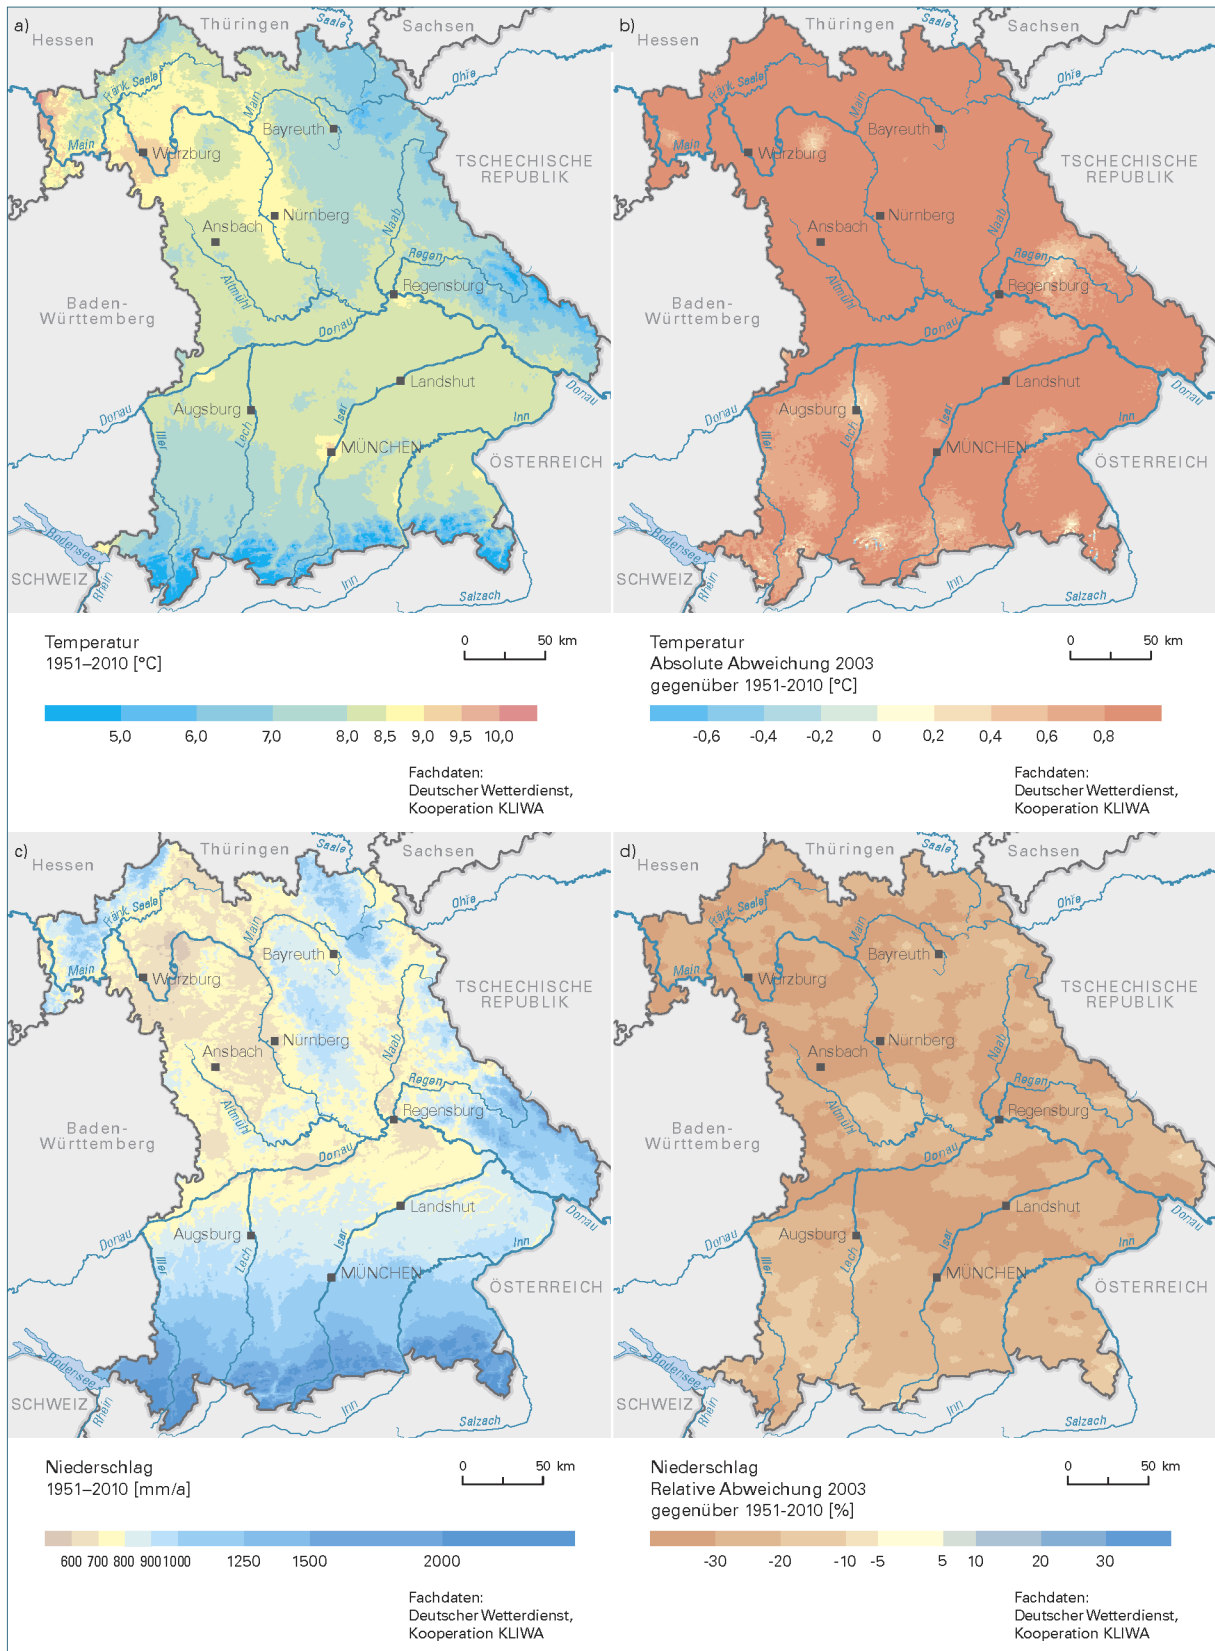 a)
Thüringen
Saale
Sachsen
Hessen
Fränk. Saale
Main
Ohře
Bayreuth
Main
Würzburg
TSCHECHISCHE
REPUBLIK
Nürnberg
Ansbach
Naab
Regen
Altmühl
Regensburg
Baden-
Württemberg
Donau
Landshut
Donau
Augsburg
Donau
Isar
Inn
Iller
Lech
MÜNCHEN
ÖSTERREICH
Bodensee
SCHWEIZ
Rhein
Inn
Salzach
Temperatur
1951–2010 [°C]
0 50 km
5,0 6,0 7,0 8,0 8,5 9,0 9,5 10,0
Fachdaten:
Deutscher Wetterdienst,
Kooperation KLIWA
b)
Thüringen
Saale
Sachsen
Hessen
Fränk. Saale
Main
Ohře
Bayreuth
Main
Würzburg
TSCHECHISCHE
REPUBLIK
Nürnberg
Ansbach
Naab
Regen
Altmühl
Regensburg
Baden-
Württemberg
Donau
Landshut
Donau
Augsburg
Donau
Isar
Inn
Iller
Lech
MÜNCHEN
ÖSTERREICH
Bodensee
SCHWEIZ
Rhein
Inn
Salzach
Temperatur
Absolute Abweichung 2003
gegenüber 1951-2010 [°C]
0 50 km
-0,6 -0,4 -0,2 0 0,2 0,4 0,6 0,8
Fachdaten:
Deutscher Wetterdienst,
Kooperation KLIWA
c)
Thüringen
Saale
Sachsen
Hessen
Fränk. Saale
Main
Ohře
Bayreuth
Main
Würzburg
TSCHECHISCHE
REPUBLIK
Nürnberg
Ansbach
Naab
Regen
Altmühl
Regensburg
Baden-
Württemberg
Donau
Landshut
Donau
Augsburg
Donau
Isar
Inn
Iller
Lech
MÜNCHEN
ÖSTERREICH
Bodensee
SCHWEIZ
Rhein
Inn
Salzach
Niederschlag
1951–2010 [mm/a]
0 50 km
600 700 800 900 1000 1250 1500 2000
Fachdaten:
Deutscher Wetterdienst,
Kooperation KLIWA
d)
Thüringen
Saale
Sachsen
Hessen
Fränk. Saale
Main
Ohře
Bayreuth
Main
Würzburg
TSCHECHISCHE
REPUBLIK
Nürnberg
Ansbach
Naab
Regen
Altmühl
Regensburg
Baden-
Württemberg
Donau
Landshut
Donau
Augsburg
Donau
Isar
Inn
Iller
Lech
MÜNCHEN
ÖSTERREICH
Bodensee
SCHWEIZ
Rhein
Inn
Salzach
Niederschlag
Relative Abweichung 2003
gegenüber 1951-2010 [%]
0 50 km
-30 -20 -10 -5 5 10 20 30
Fachdaten:
Deutscher Wetterdienst,
Kooperation KLIWA